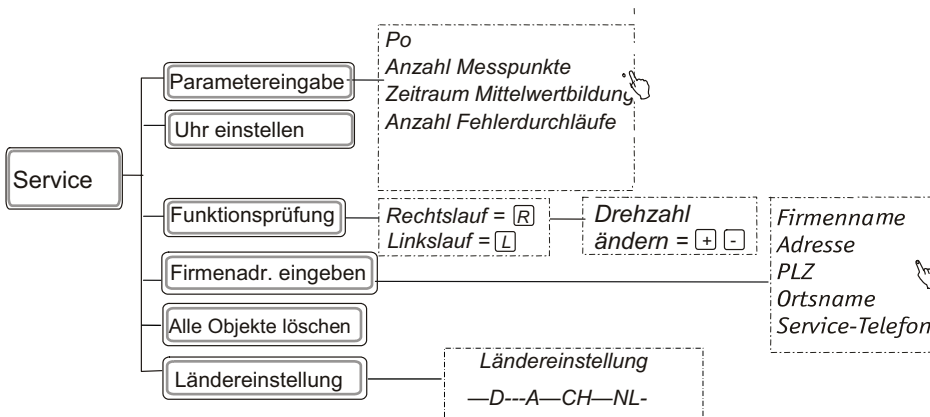 Service
Parametereingabe
Po
Anzahl Messpunkte
Zeitraum Mittelwertbildung
Anzahl Fehlerdurchläufe
Uhr einstellen
Funktionsprüfung
Rechtslauf = R
Linkslauf = L
Drehzahl
ändern = + -
Firmenadr. eingeben
Firmenname
Adresse
PLZ
Ortsname
Service-Telefon
Alle Objekte löschen
Ländereinstellung
Ländereinstellung
—D---A—CH—NL-